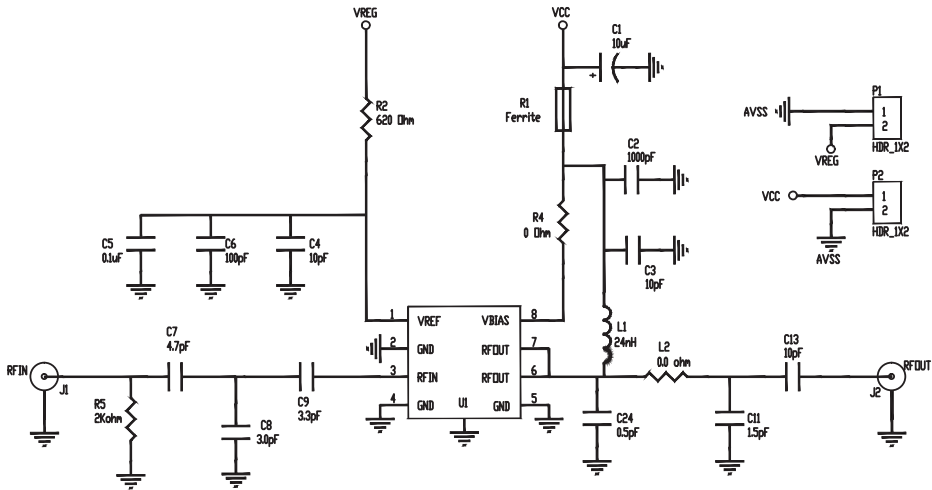 VREG
VCC
C1
10uF
+
R1
Ferrite
R2
620 Ohm
C2
1000pF
P1
AVSS
1
2
VREG
HDR_1X2
P2
VCC
1
2
HDR_1X2
AVSS
R4
0 Ohm
C5
0.1uF
C6
100pF
C4
10pF
C3
10pF
1
VREF
VBIAS
8
2
GND
RFOUT
7
3
RFIN
RFOUT
6
4
GND
U1
GND
5
L1
24nH
L2
0.0 ohm
C7
4.7pF
C13
10pF
RFIN
J1
R5
2Kohm
C8
3.0pF
C9
3.3pF
C24
0.5pF
C11
1.5pF
RFOUT
J2